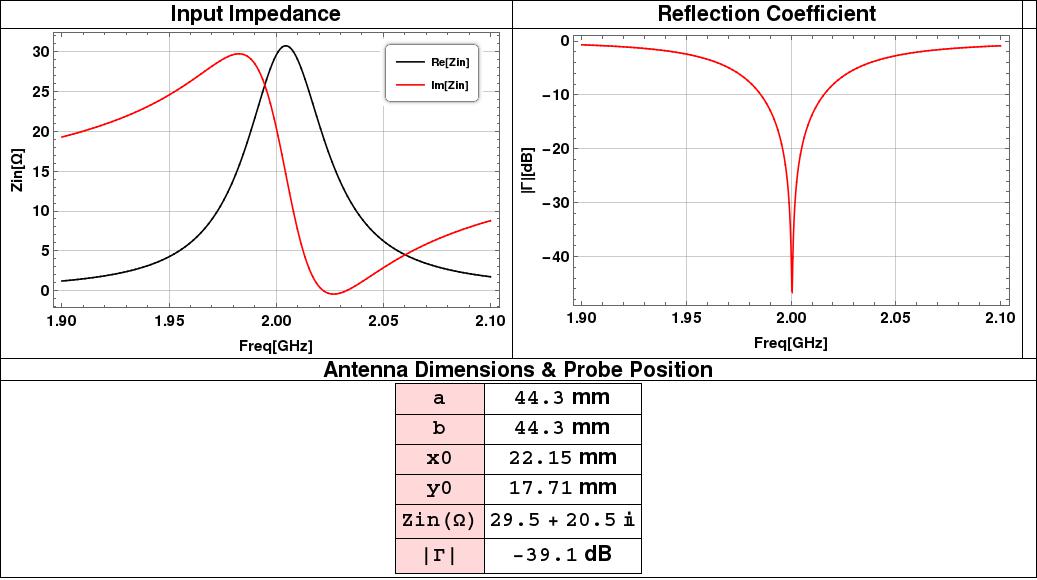 Input Impedance
Reflection Coefficient
30
25
20
15
10
5
0
Zin[Ω]
Re[Zin]
Im[Zin]
1.90 1.95 2.00 2.05 2.10
Freq[GHz]
0
−10
−20
−30
−40
|Γ|[dB]
1.90 1.95 2.00 2.05 2.10
Freq[GHz]
Antenna Dimensions & Probe Position
a 44.3 mm
b 44.3 mm
x0 22.15 mm
y0 17.71 mm
Zin(Ω) 29.5 + 20.5 i
|Γ| -39.1 dB